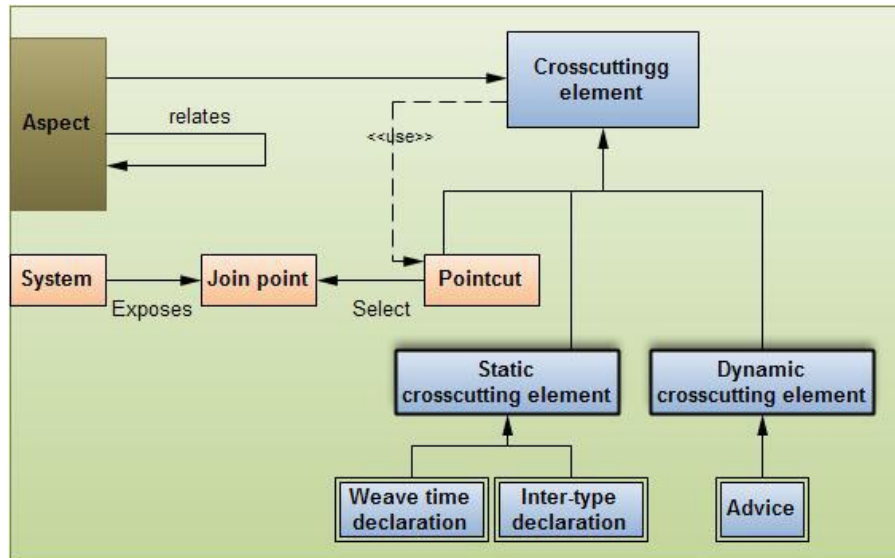 Crosscuttingg
element
Aspect
relates
<<use>>
System
Join point
Pointcut
Exposes
Select
Static
crosscutting element
Dynamic
crosscutting element
Weave time
declaration
Inter-type
declaration
Advice